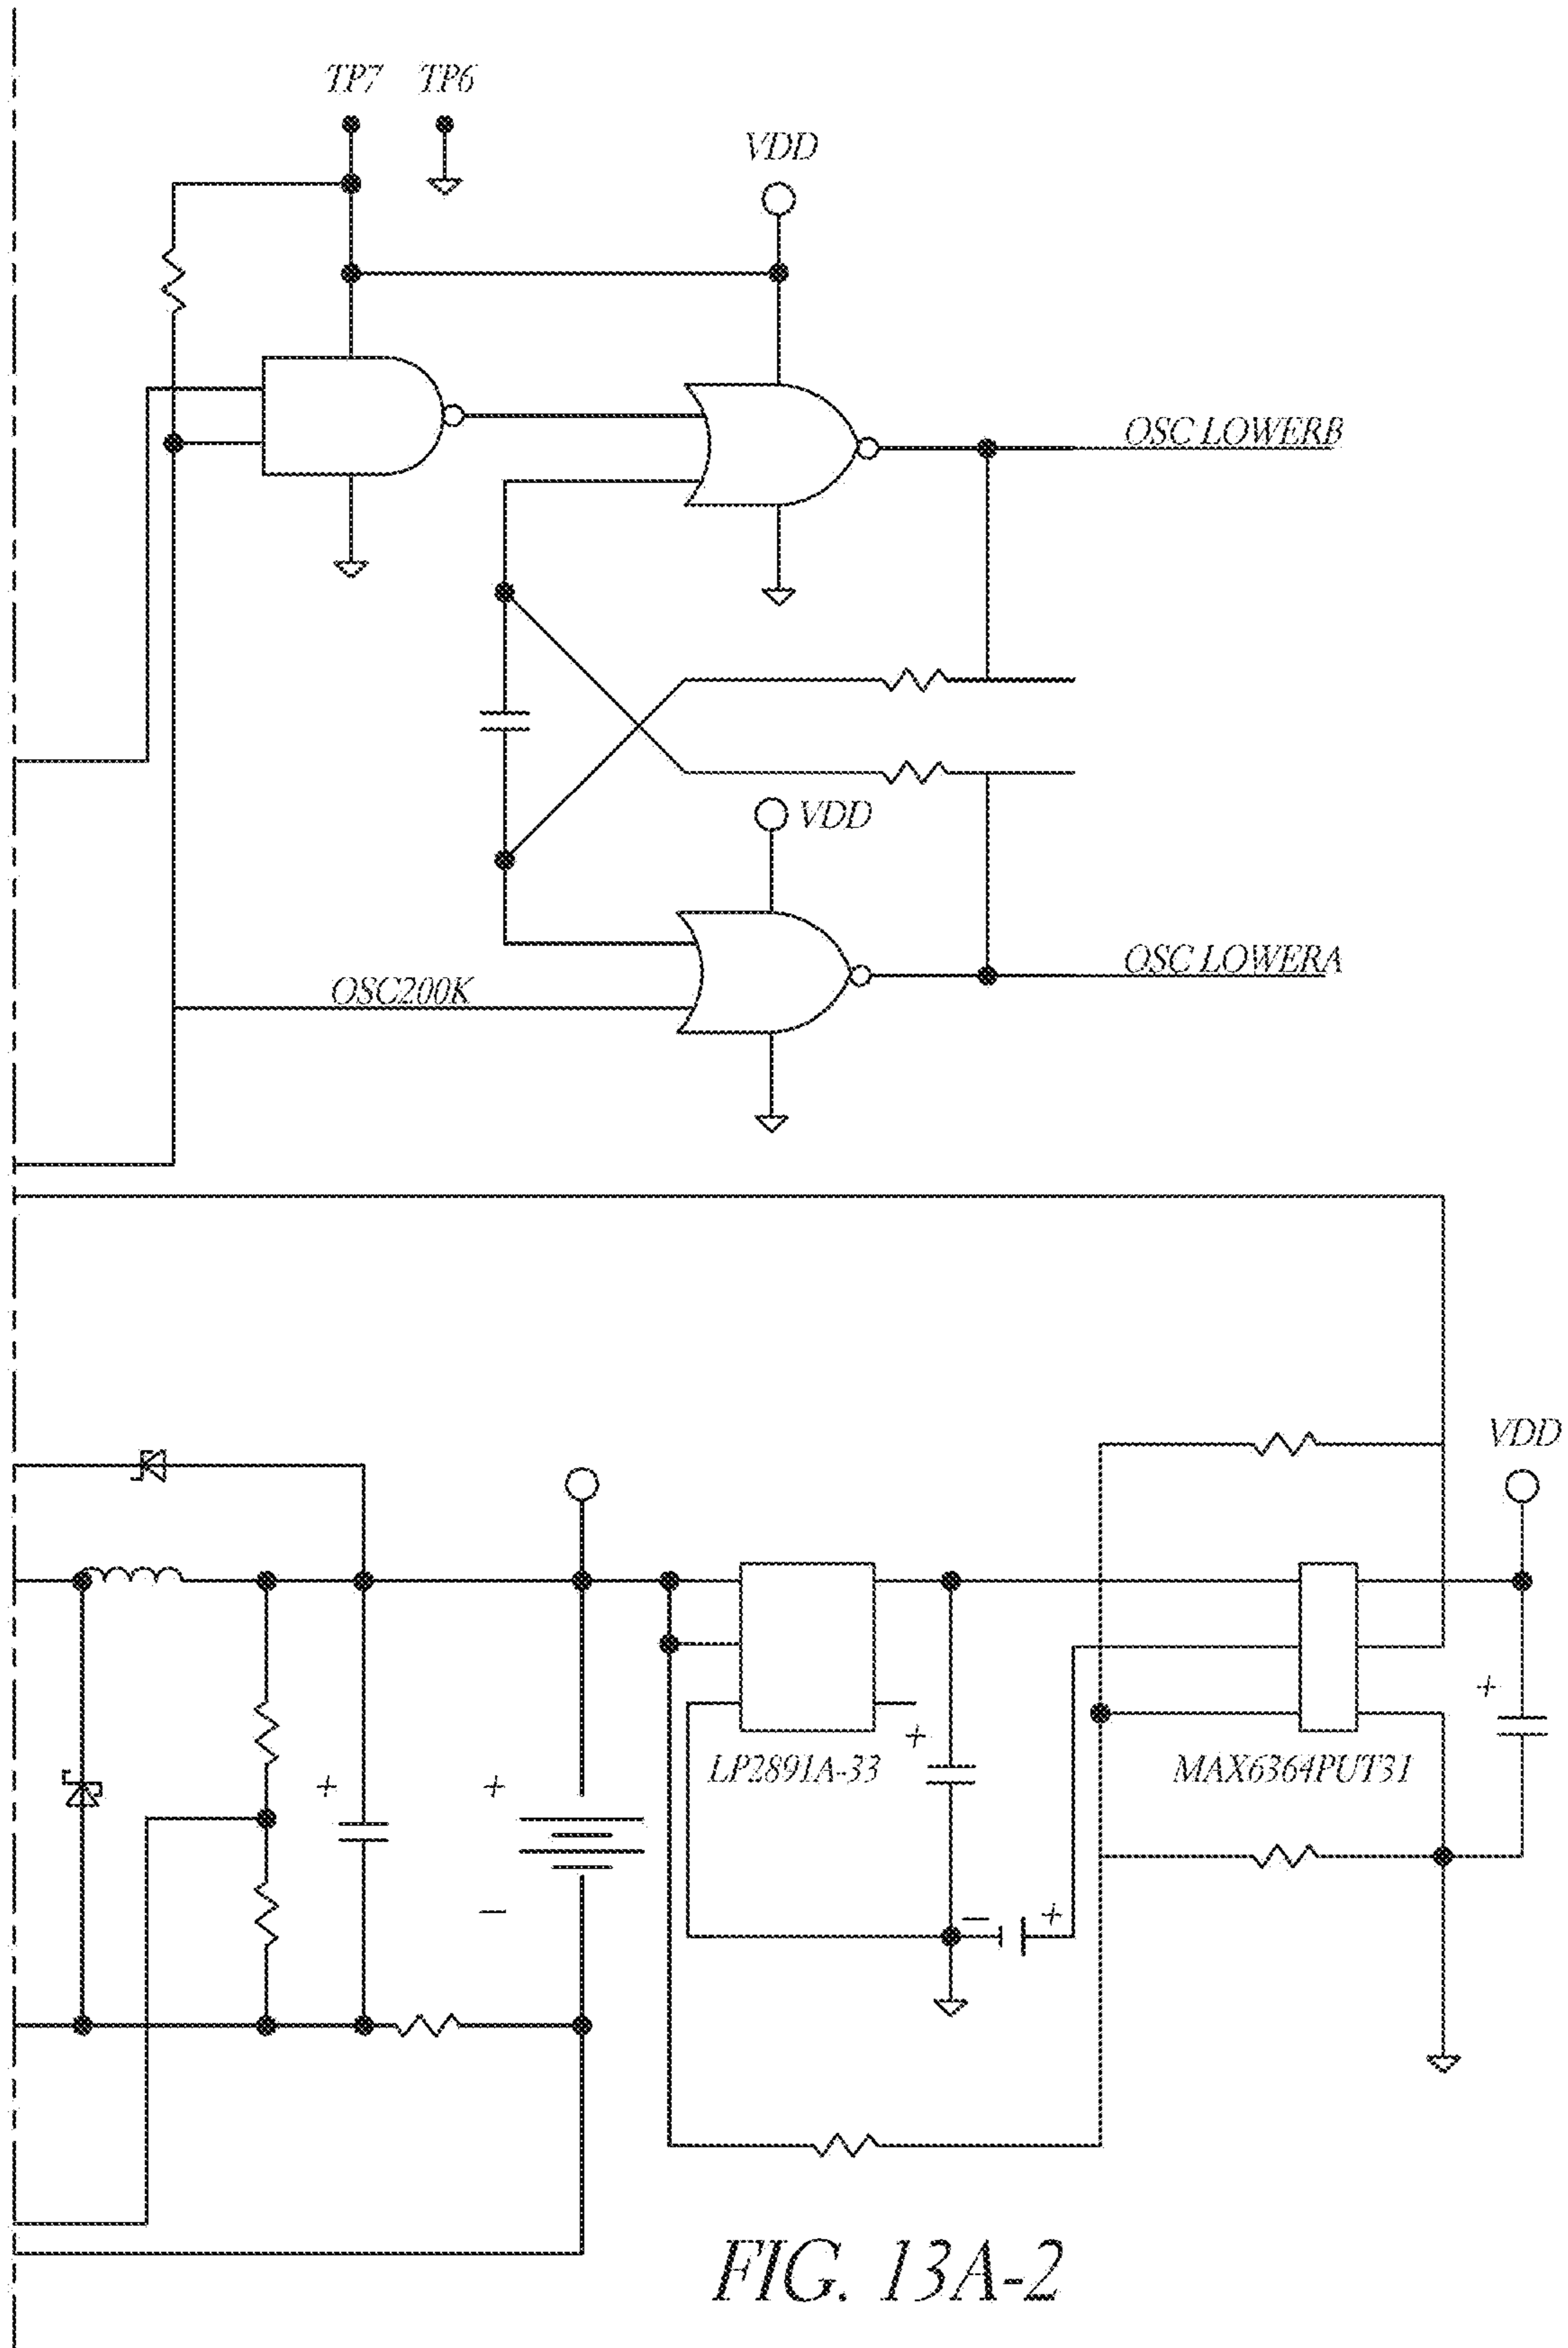 TP7 TP6
VDD
OSC LOWERB
VDD
OSC LOWERA
OSC200K
VDD
+
+
+
+
LP2891A-33
MAX6364PUT31
−
− +
FIG. 13A-2